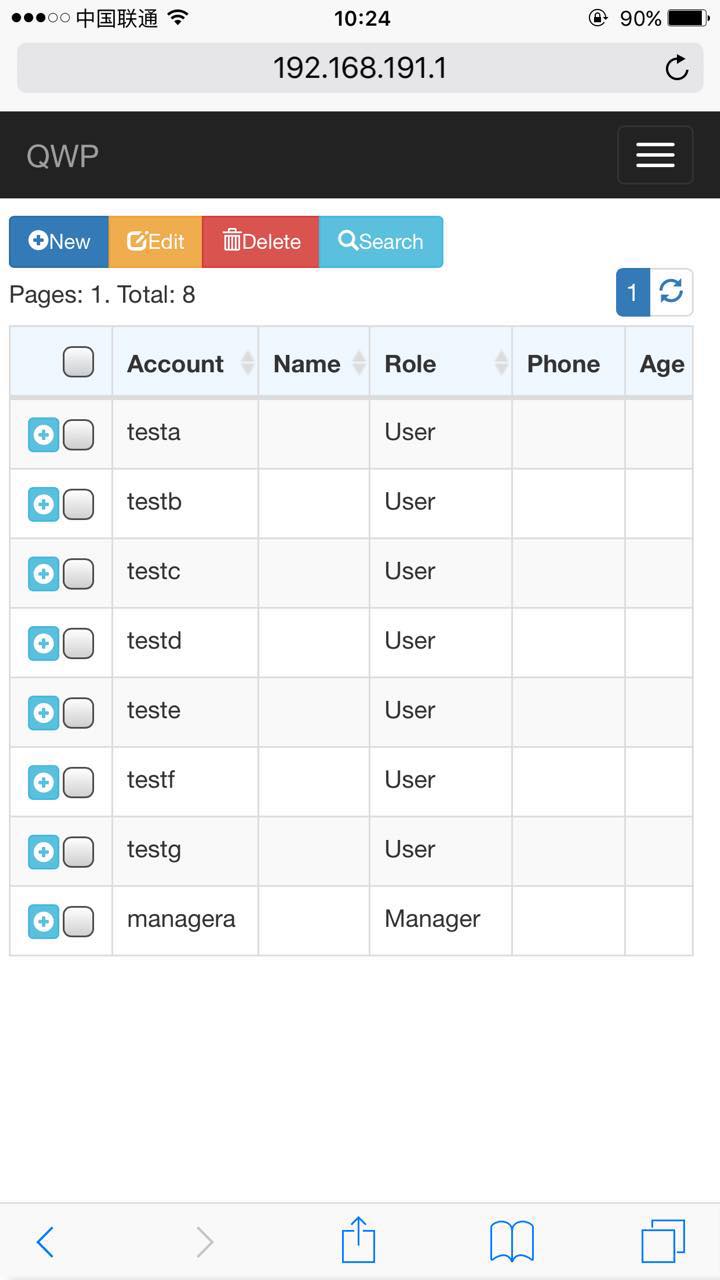 中国联通 10:24 90%
192.168.191.1
QWP
New Edit Delete Search
Pages: 1. Total: 8 1
Account Name Role Phone Age
testa User
testb User
testc User
testd User
teste User
testf User
testg User
managera Manager